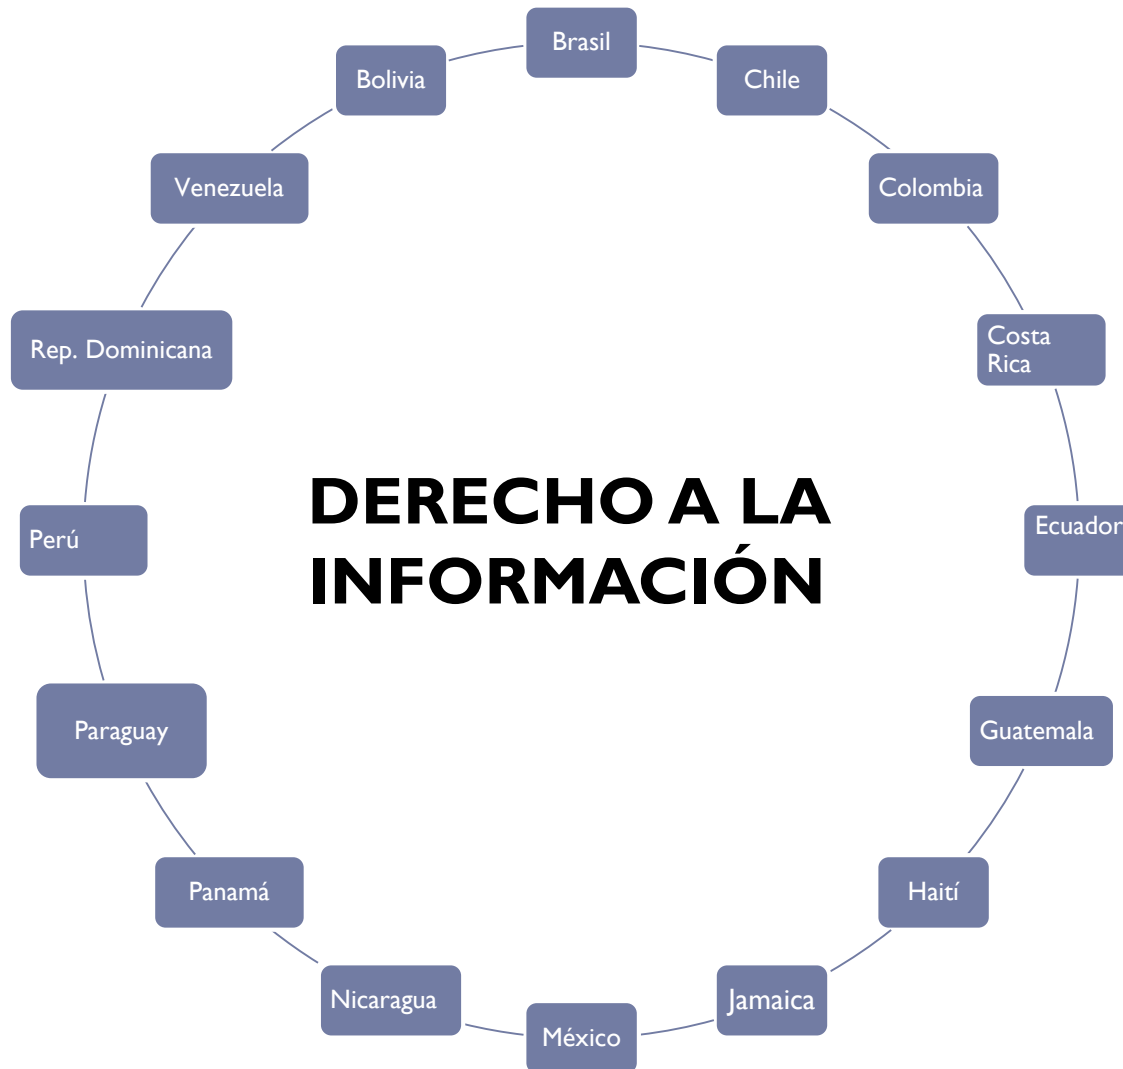 Brasil
Chile
Colombia
Costa
Rica
Ecuador
Guatemala
Haití
Jamaica
México
Nicaragua
Panamá
Paraguay
Perú
Rep. Dominicana
Venezuela
Bolivia
DERECHO A LA
INFORMACIÓN